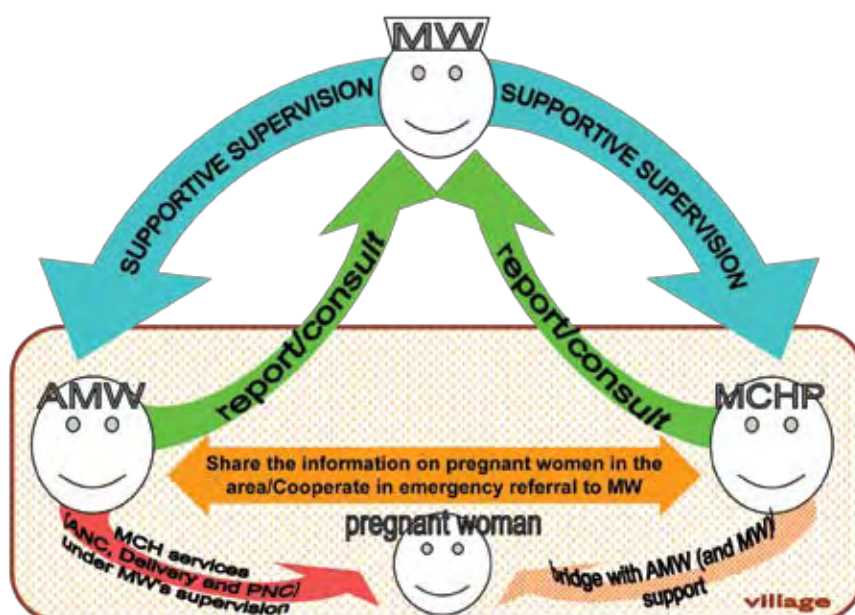 MW
SUPPORTIVE SUPERVISION
SUPPORTIVE SUPERVISION
report/consult
report/consult
AMW
MCHP
Share the information on pregnant women in the
area/Cooperate in emergency referral to MW
pregnant woman
MCH services
(ANC, Delivery and PNC)
under MW's supervision
bridge with AMW (and MW)
support
village